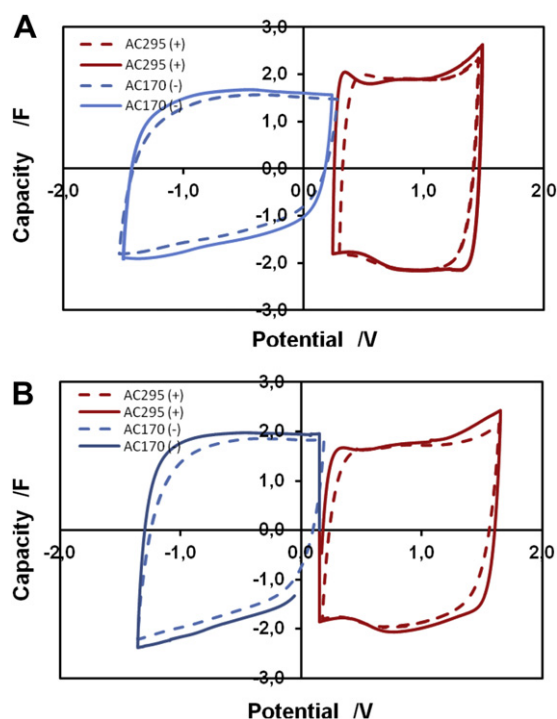 A
3,0
AC295 (+)
AC295 (+)
AC170 (-)
AC170 (-)
2,0
1,0
0,0
-2,0 -1,0 0.0 1.0 2.0
-1,0
-2,0
-3,0
Capacity /F
Potential /V
B
3,0
AC295 (+)
AC295 (+)
AC170 (-)
AC170 (-)
2,0
1,0
0,0
-2,0 -1,0 0.0 1,0 2.0
-1,0
-2,0
-3,0
Capacity /F
Potential /V